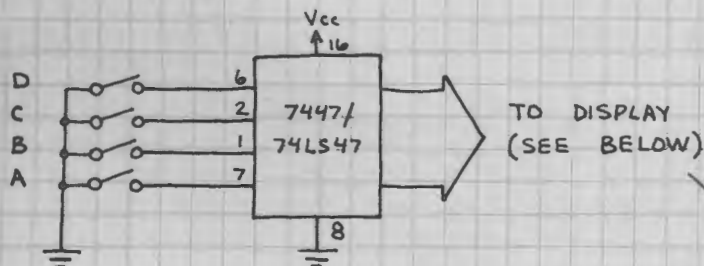 Vcc
16
D 6
C 2 7447/ TO DISPLAY
B 1 74LS47 (SEE BELOW)
A 7
8